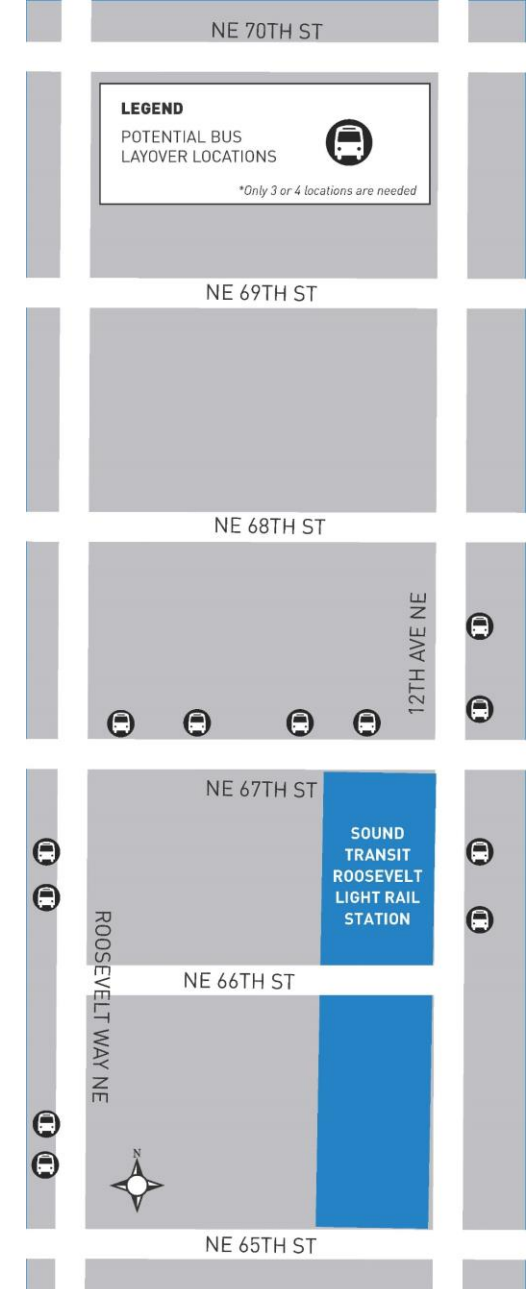 NE 70TH ST
LEGEND
POTENTIAL BUS
LAYOVER LOCATIONS
*Only 3 or 4 locations are needed
NE 69TH ST
NE 68TH ST
12TH AVE NE
NE 67TH ST
SOUND
TRANSIT
ROOSEVELT
LIGHT RAIL
STATION
ROOSEVELT WAY NE
NE 66TH ST
N
NE 65TH ST